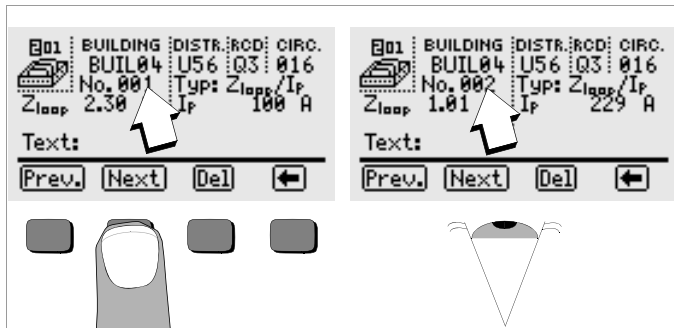 201 BUILDING DISTR. RCD CIRC.
BUIL04 U56 Q3 016
No. 001 Typ: Zloop/Ip
Zloop 2.30 Ip 100 A
Text:
Prev. Next Del ←
201 BUILDING DISTR. RCD CIRC.
BUIL04 U56 Q3 016
No. 002 Typ: Zloop/Ip
Zloop 1.01 Ip 229 A
Text:
Prev. Next Del ←